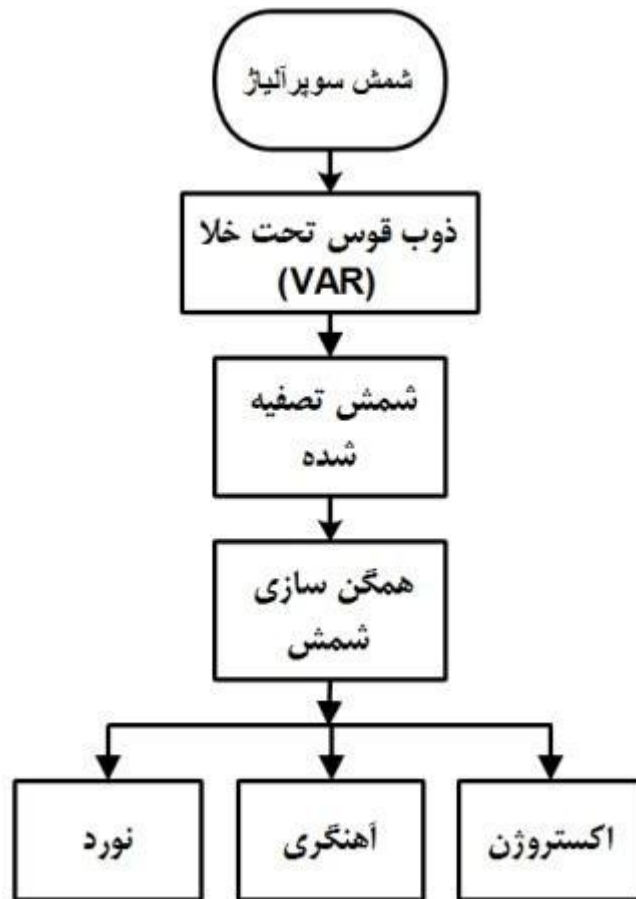 شمش سوپرآلیاژ
ذوب قوس تحت خلا
(VAR)
شمش تصفیه
شده
همگن سازی
شمش
اکستروژن
آهنگری
نورد